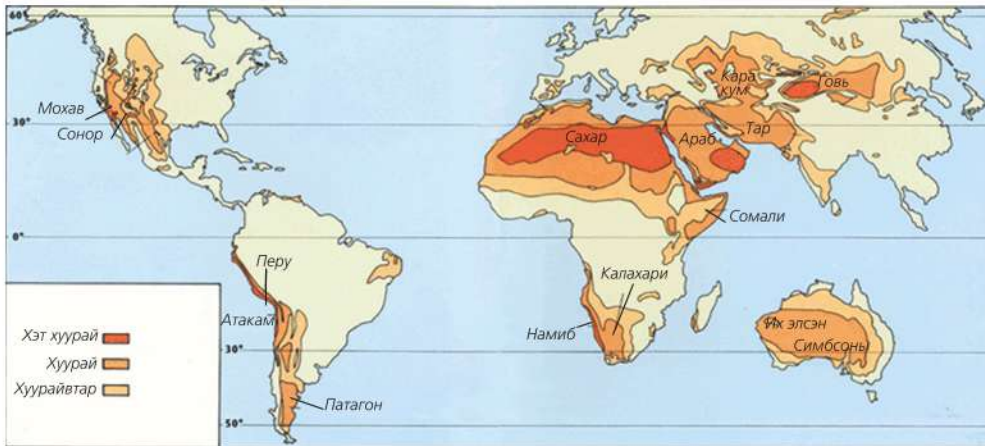 60°
Мохав
Сонор
30°
Сахар
Араб
Кара
кум
Тар
Говь
Сомали
0°
Перу
Атакам
Калахари
Намиб
Их элсэн
Симбсоны
30°
Патагон
50°
Хэт хуурай
Хуурай
Хуурайвтар